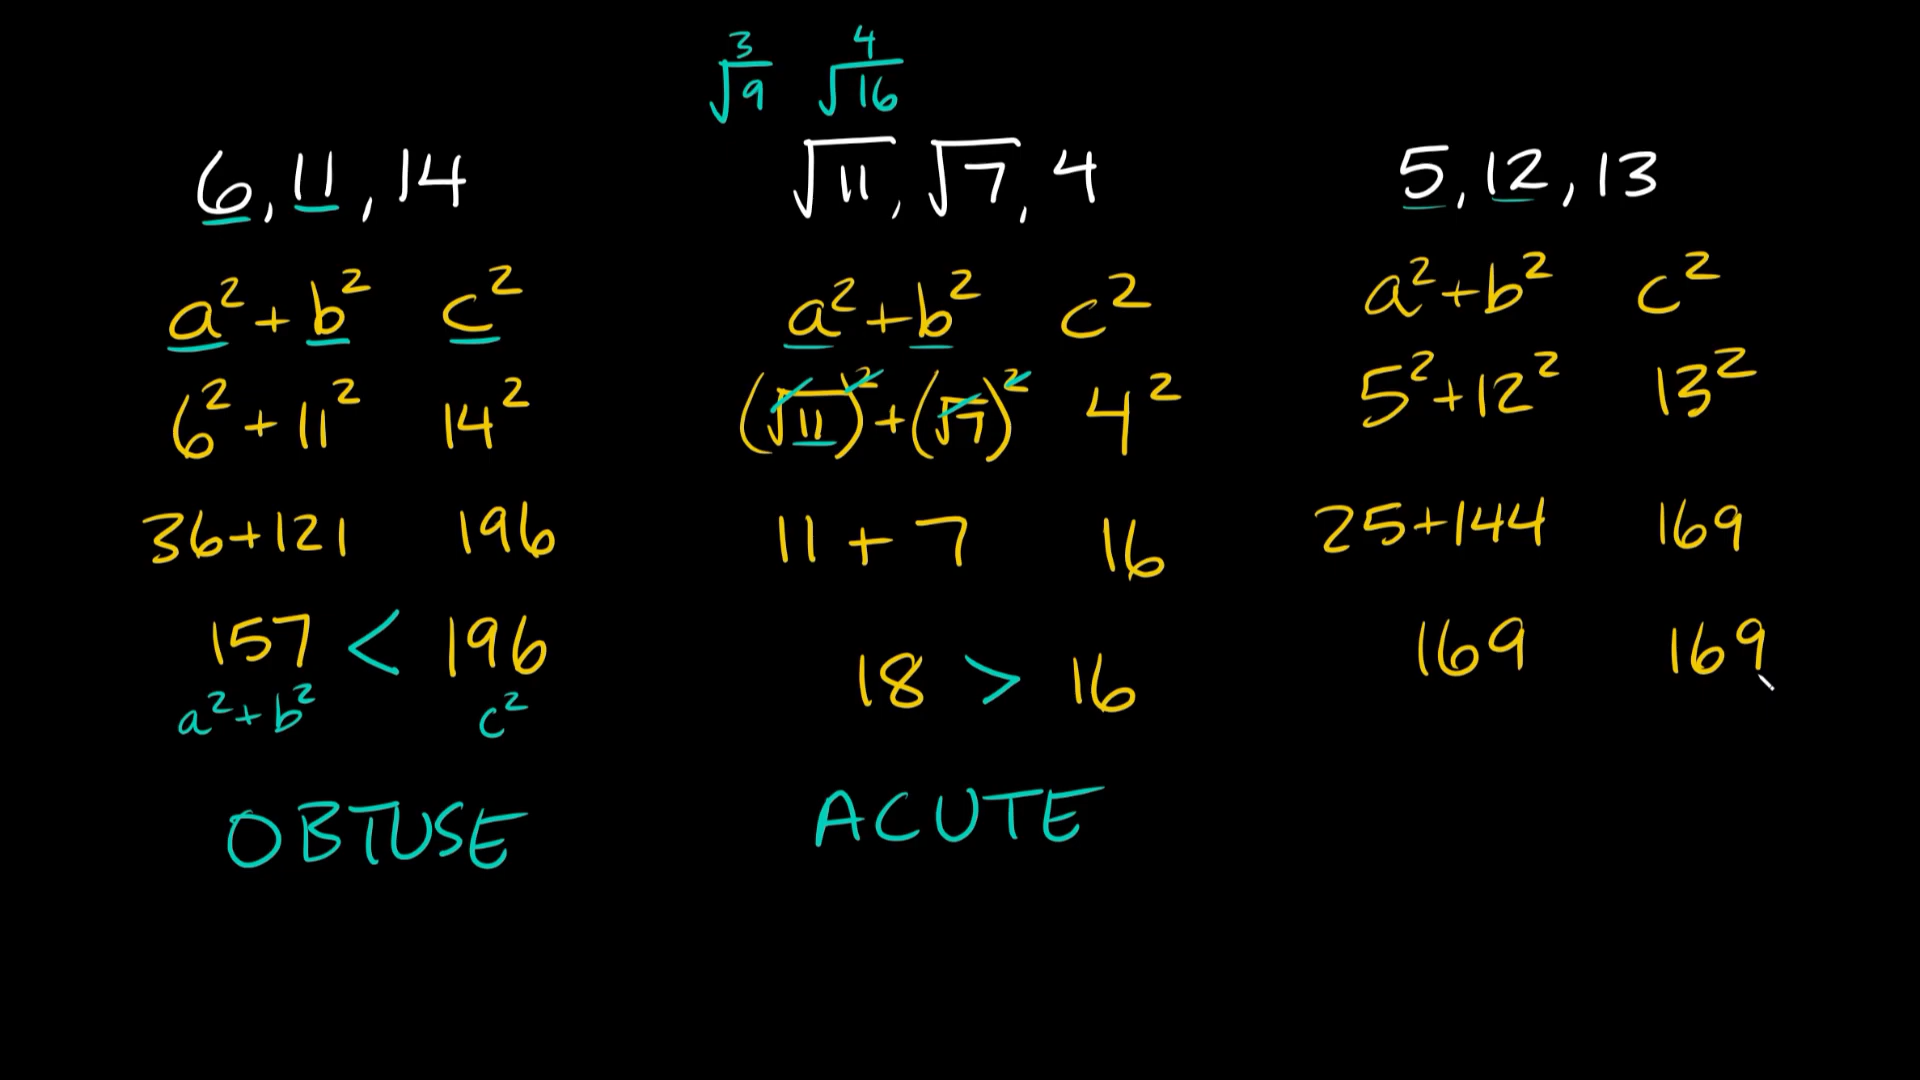 3 4
√9 √16
6, 11, 14
a² + b² c²
6² + 11² 14²
36 + 121 196
157 < 196
a² + b² c²
OBTUSE
√11, √7, 4
a² + b² c²
(√11)² + (√7)² 4²
11 + 7 16
18 > 16
ACUTE
5, 12, 13
a² + b² c²
5² + 12² 13²
25 + 144 169
169 169